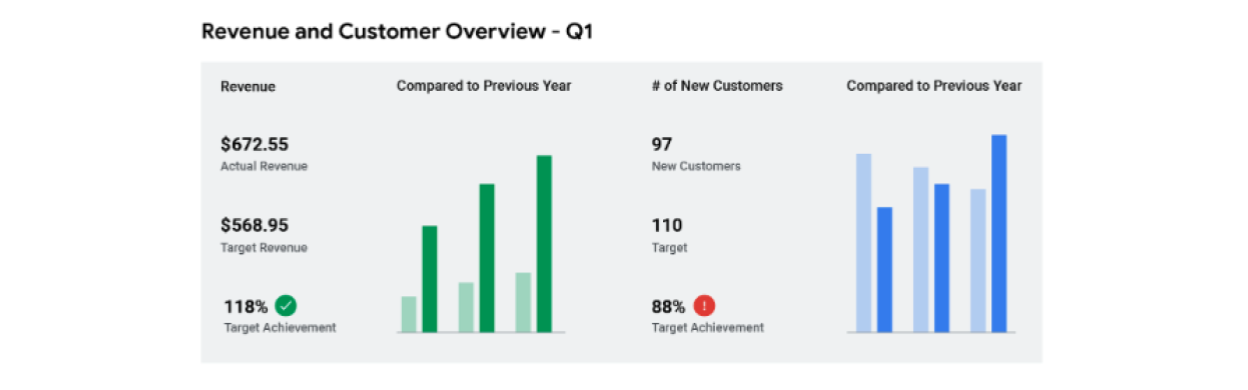 Revenue and Customer Overview - Q1
Revenue
Compared to Previous Year
$672.55
Actual Revenue
$568.95
Target Revenue
118%
Target Achievement
# of New Customers
Compared to Previous Year
97
New Customers
110
Target
88%
!
Target Achievement